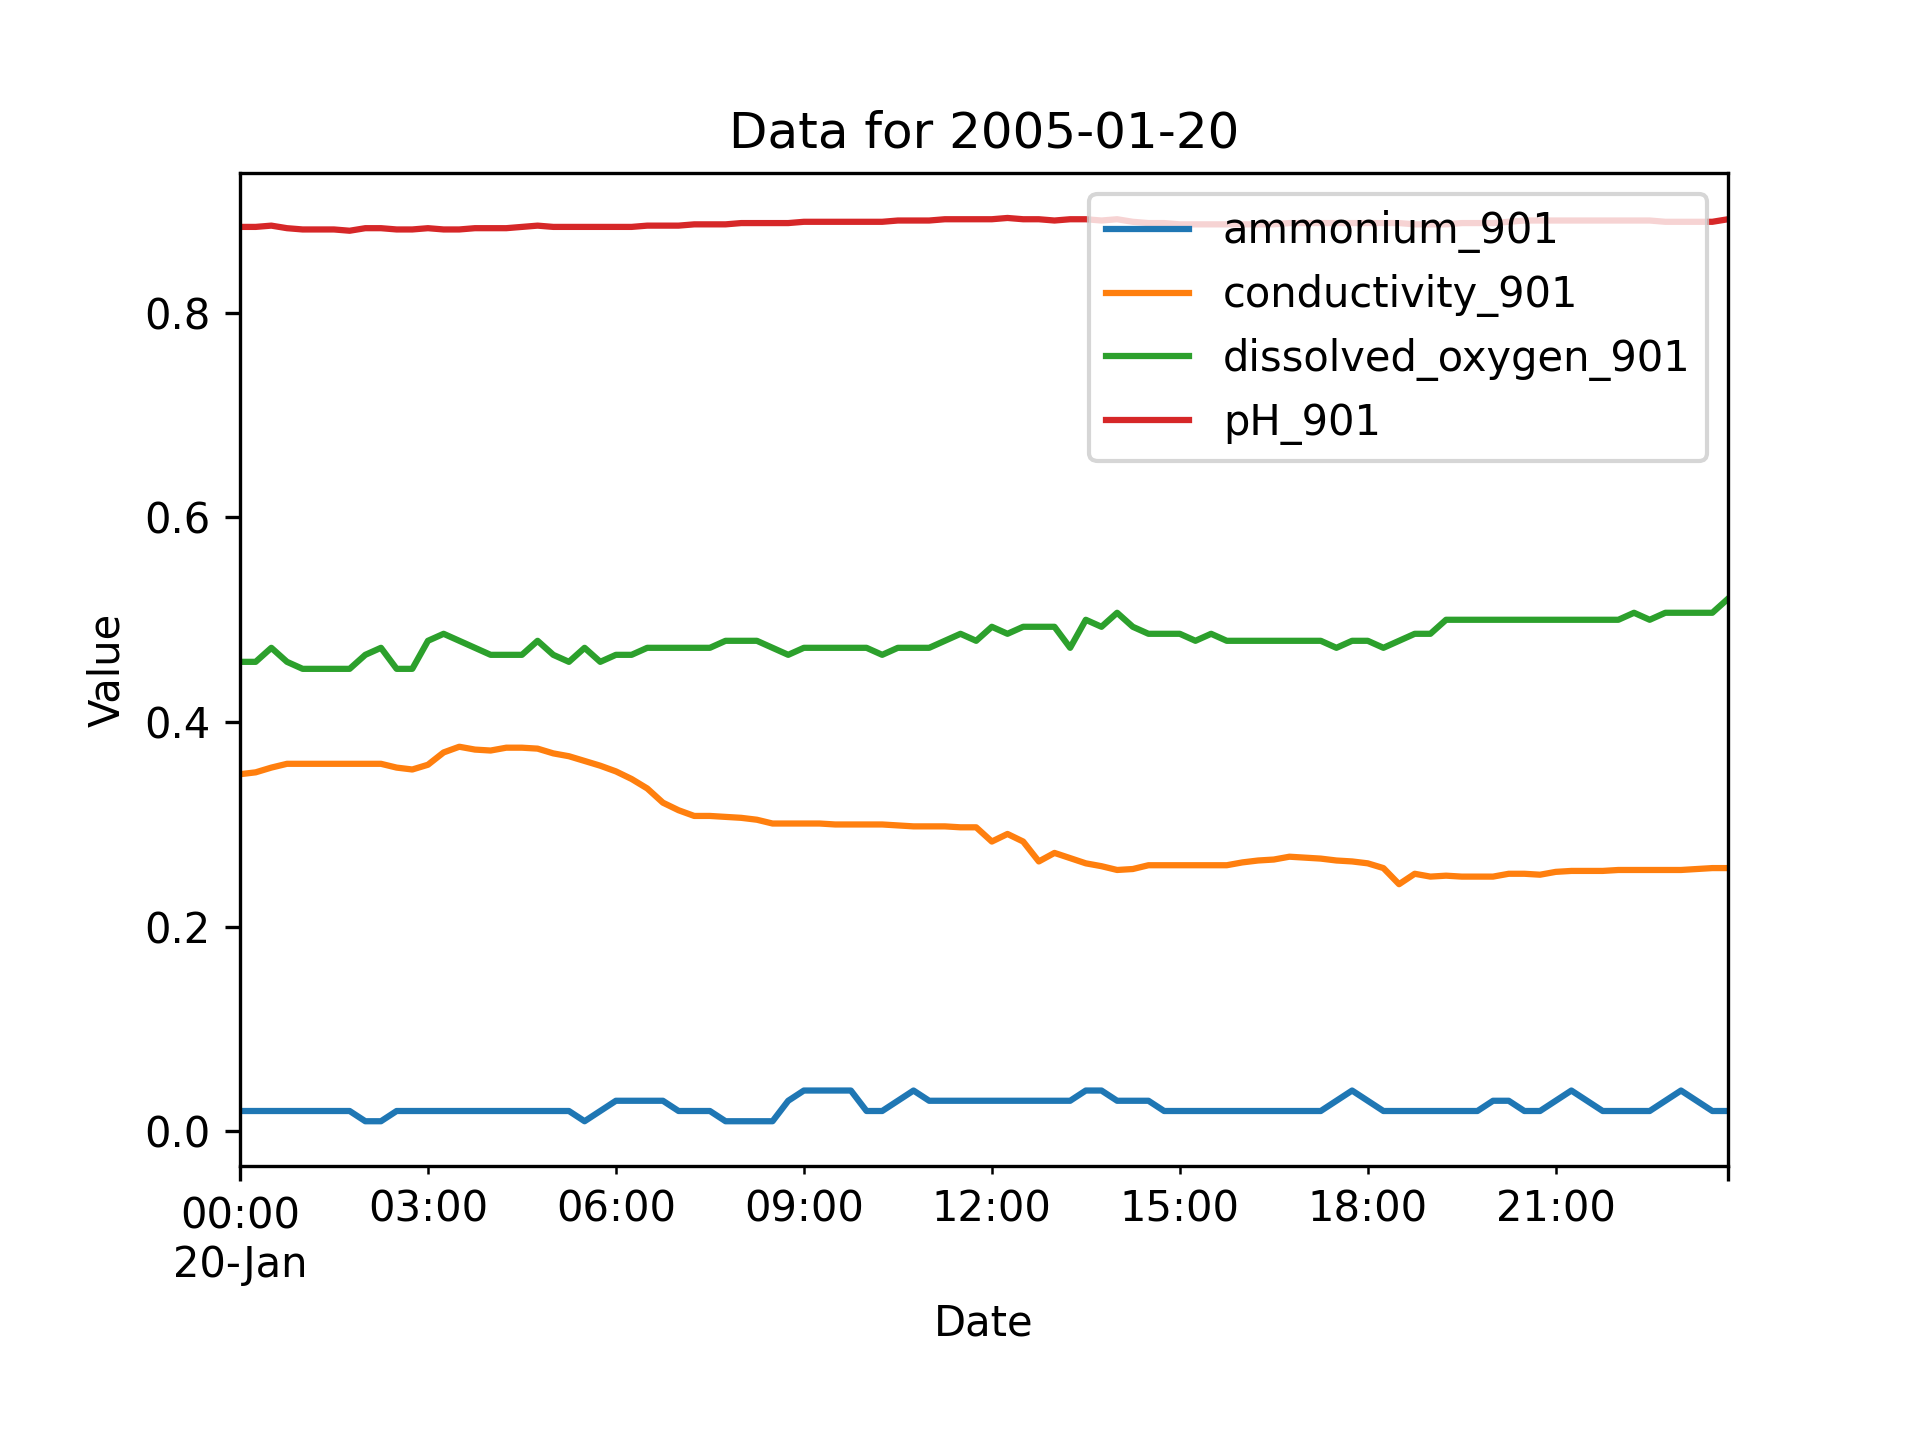 Data for 2005-01-20
ammonium_901
conductivity_901
dissolved_oxygen_901
pH_901
Value
0.8
0.6
0.4
0.2
0.0
00:00 03:00 06:00 09:00 12:00 15:00 18:00 21:00
20-Jan
Date